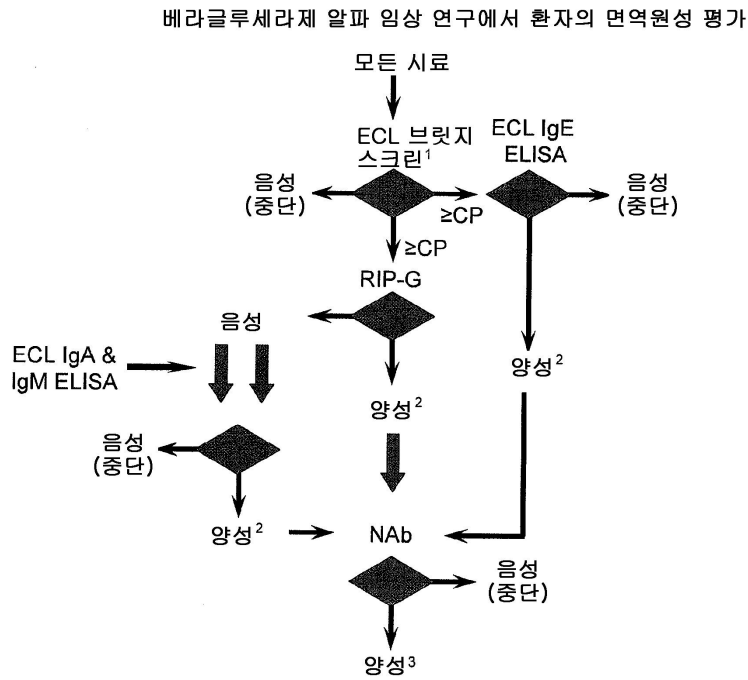 베라글루세라제 알파 임상 연구에서 환자의 면역원성 평가
모든 시료
ECL 브릿지
스크린¹
ECL IgE
ELISA
음성
(중단)
≥CP
음성
(중단)
≥CP
RIP-G
음성
ECL IgA &
IgM ELISA
양성²
양성²
음성
(중단)
양성²
NAb
음성
(중단)
양성³